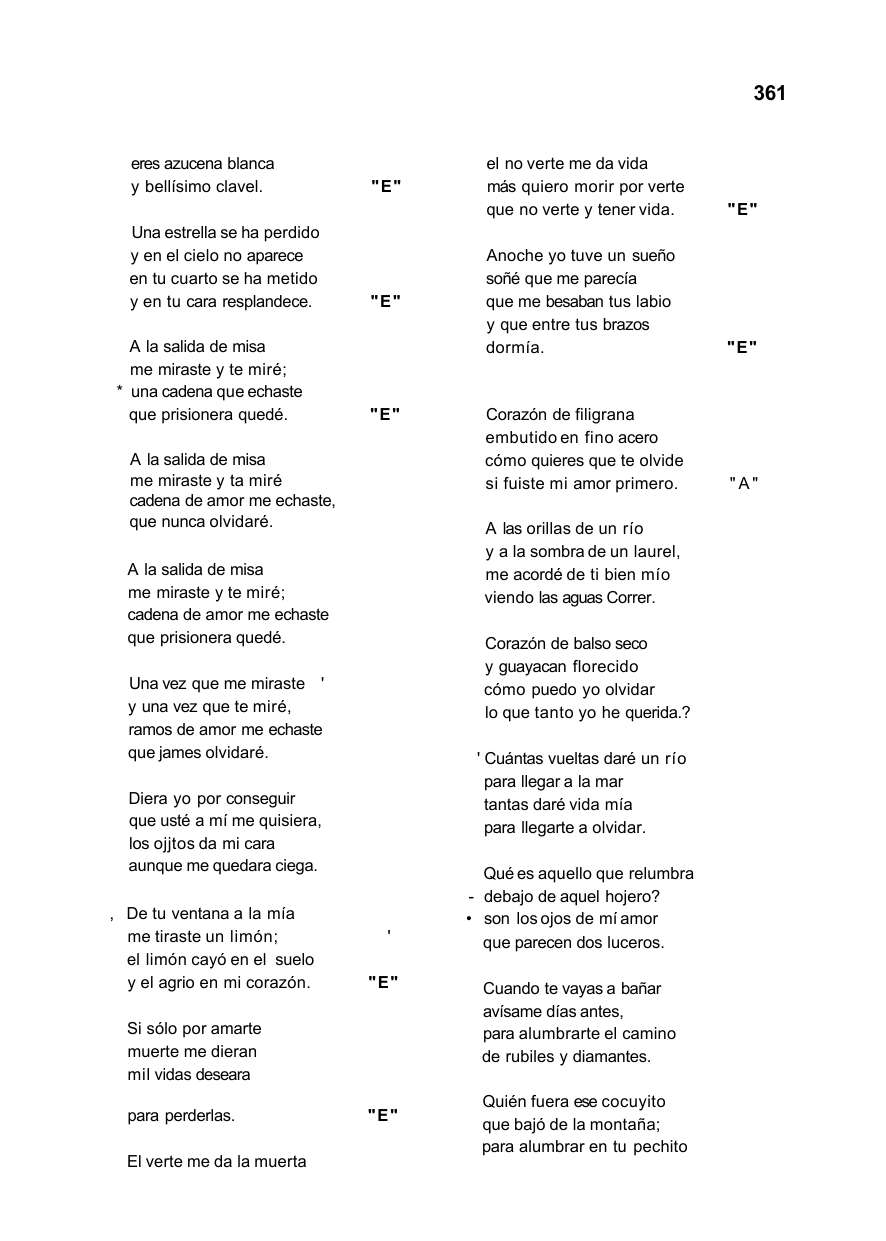 361
eres azucena blanca
y bellísimo clavel. "E"
Una estrella se ha perdido
y en el cielo no aparece
en tu cuarto se ha metido
y en tu cara resplandece. "E"
A la salida de misa
me miraste y te miré;
* una cadena que echaste
que prisionera quedé. "E"
A la salida de misa
me miraste y ta miré
cadena de amor me echaste,
que nunca olvidaré.
A la salida de misa
me miraste y te miré;
cadena de amor me echaste
que prisionera quedé.
Una vez que me miraste '
y una vez que te miré,
ramos de amor me echaste
que james olvidaré.
Diera yo por conseguir
que usté a mí me quisiera,
los ojjtos da mi cara
aunque me quedara ciega.
, De tu ventana a la mía
me tiraste un limón; '
el limón cayó en el suelo
y el agrio en mi corazón. "E"
Si sólo por amarte
muerte me dieran
mil vidas deseara
para perderlas. "E"
El verte me da la muerta
el no verte me da vida
más quiero morir por verte
que no verte y tener vida. "E"
Anoche yo tuve un sueño
soñé que me parecía
que me besaban tus labio
y que entre tus brazos
dormía. "E"
Corazón de filigrana
embutido en fino acero
cómo quieres que te olvide
si fuiste mi amor primero. "A"
A las orillas de un río
y a la sombra de un laurel,
me acordé de ti bien mío
viendo las aguas Correr.
Corazón de balso seco
y guayacan florecido
cómo puedo yo olvidar
lo que tanto yo he querida.?
' Cuántas vueltas daré un río
para llegar a la mar
tantas daré vida mía
para llegarte a olvidar.
Qué es aquello que relumbra
- debajo de aquel hojero?
• son los ojos de mí amor
que parecen dos luceros.
Cuando te vayas a bañar
avísame días antes,
para alumbrarte el camino
de rubiles y diamantes.
Quién fuera ese cocuyito
que bajó de la montaña;
para alumbrar en tu pechito